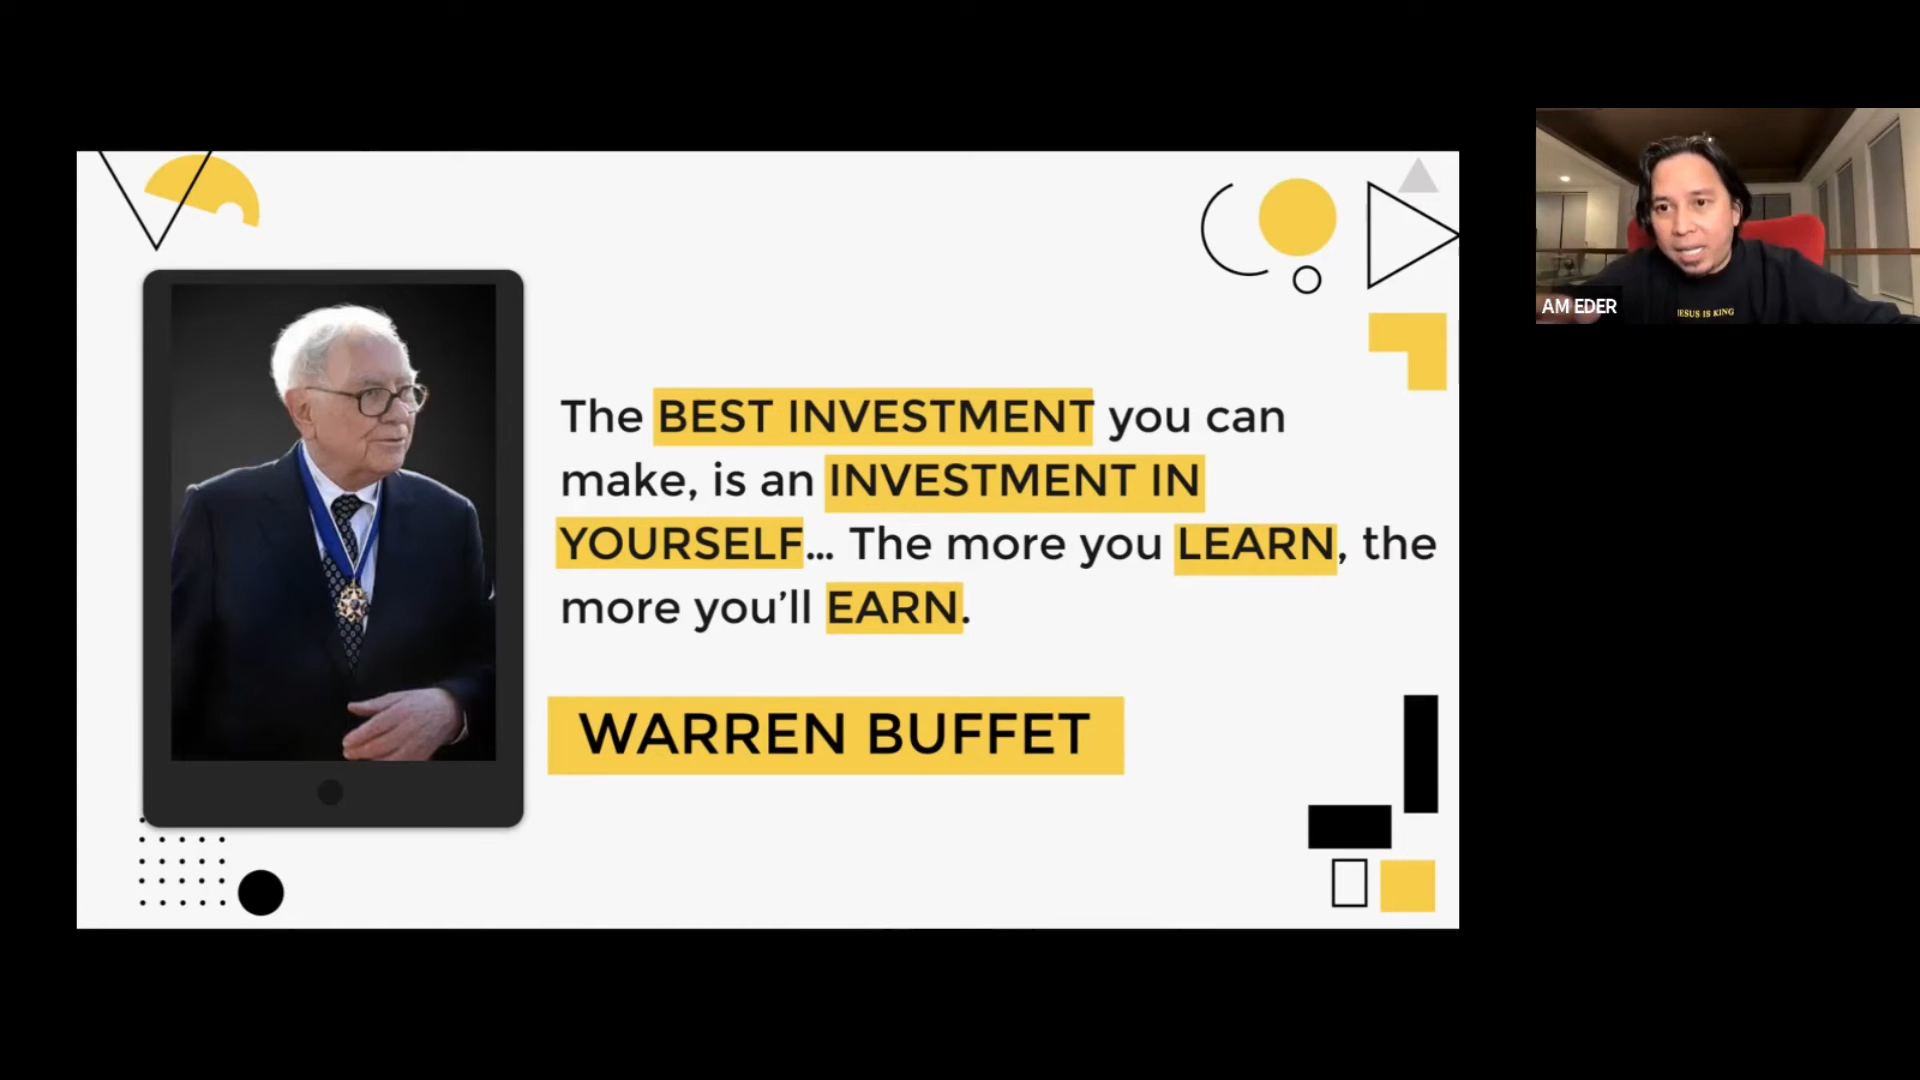 The BEST INVESTMENT you can
make, is an INVESTMENT IN
YOURSELF... The more you LEARN, the
more you'll EARN.
WARREN BUFFET
AM EDER
JESUS IS KING